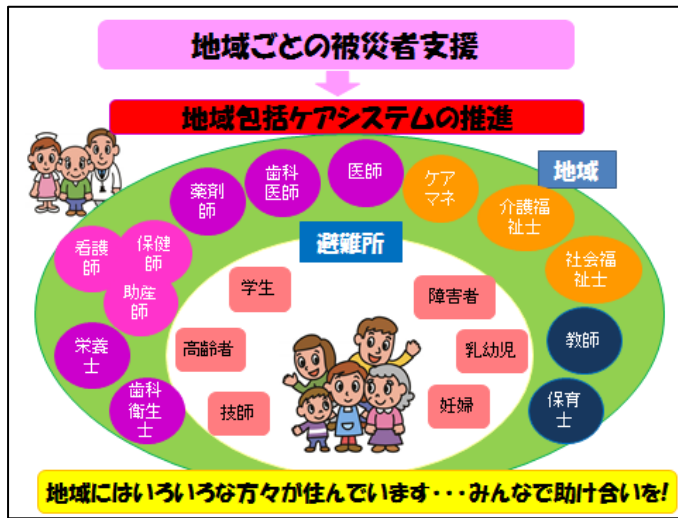 地域ごとの被災者支援
地域包括ケアシステムの推進
地域
医師
歯科
医師
薬剤
師
ケア
マネ
介護福
祉士
社会福
祉士
看護
師
保健
師
助産
師
栄養
士
歯科
衛生
士
教師
保育
士
避難所
学生
障害者
高齢者
乳幼児
技師
妊婦
地域にはいろいろな方々が住んでいます・・・みんなで助け合いを!